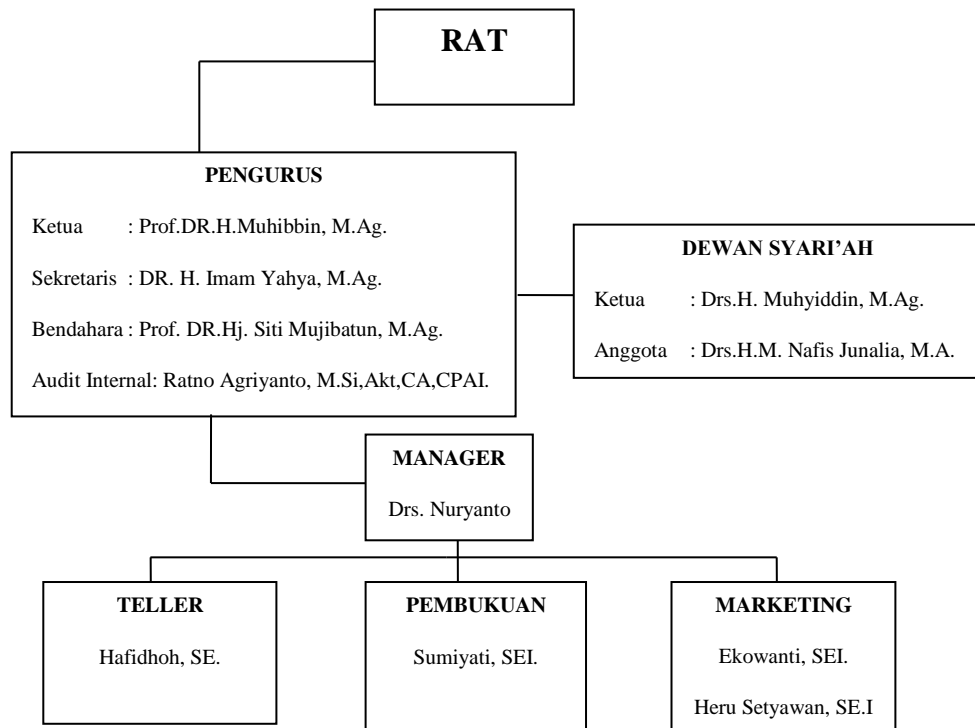 RAT
PENGURUS
Ketua : Prof.DR.H.Muhibbin, M.Ag.
Sekretaris : DR. H. Imam Yahya, M.Ag.
Bendahara : Prof. DR.Hj. Siti Mujibatun, M.Ag.
Audit Internal: Ratno Agriyanto, M.Si,Akt,CA,CPAI.
DEWAN SYARI’AH
Ketua : Drs.H. Muhyiddin, M.Ag.
Anggota : Drs.H.M. Nafis Junalia, M.A.
MANAGER
Drs. Nuryanto
TELLER
Hafidhoh, SE.
PEMBUKUAN
Sumiyati, SEI.
MARKETING
Ekowanti, SEI.
Heru Setyawan, SE.I